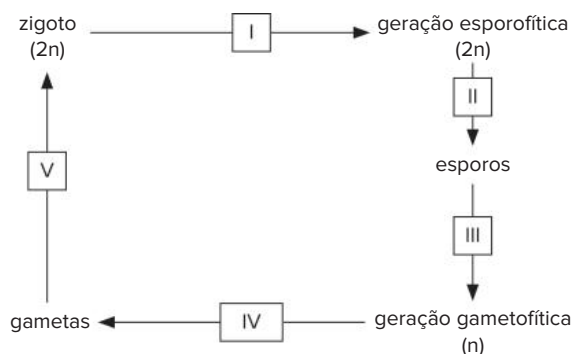 zigoto
(2n)
I
geração esporofítica
(2n)
II
esporos
III
geração gametofítica
(n)
IV
gametas
V